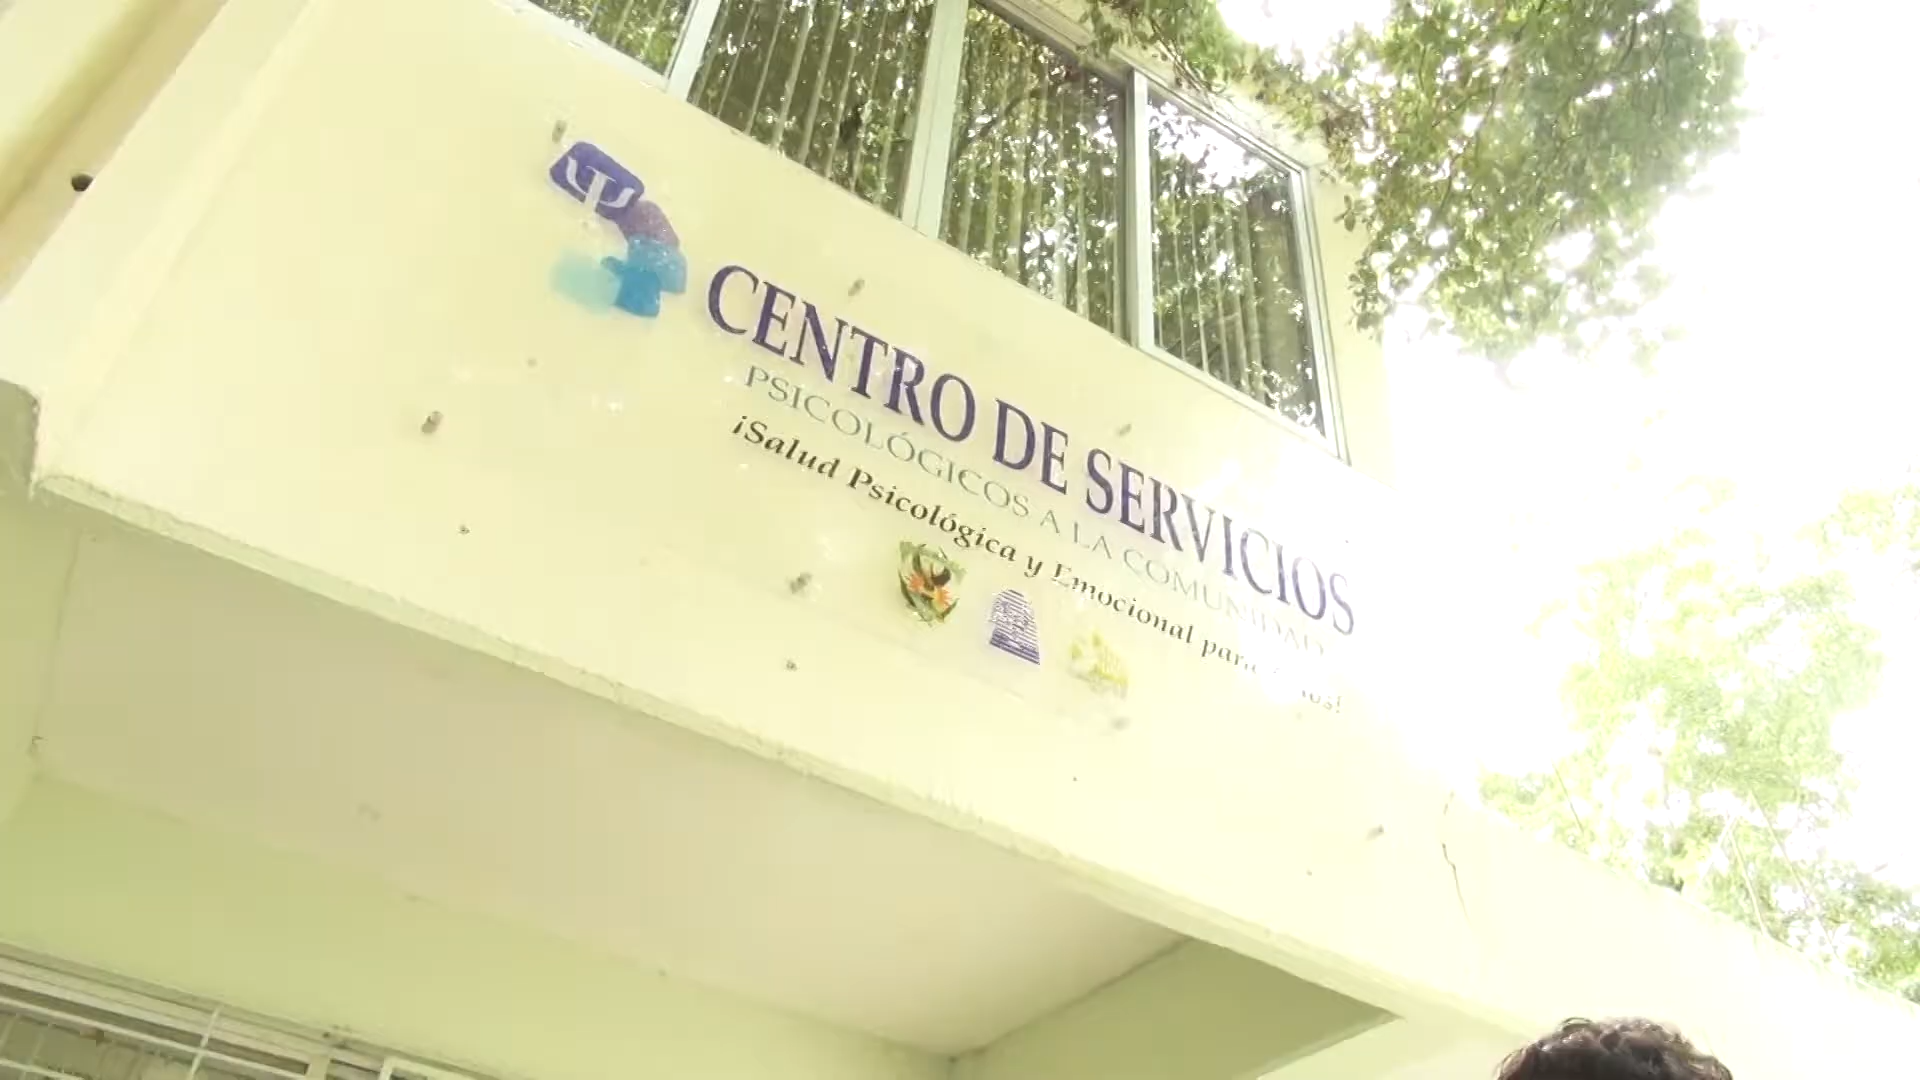 Ψ
CENTRO DE SERVICIOS
PSICOLÓGICOS A LA COMUNIDAD
¡Salud Psicológica y Emocional para